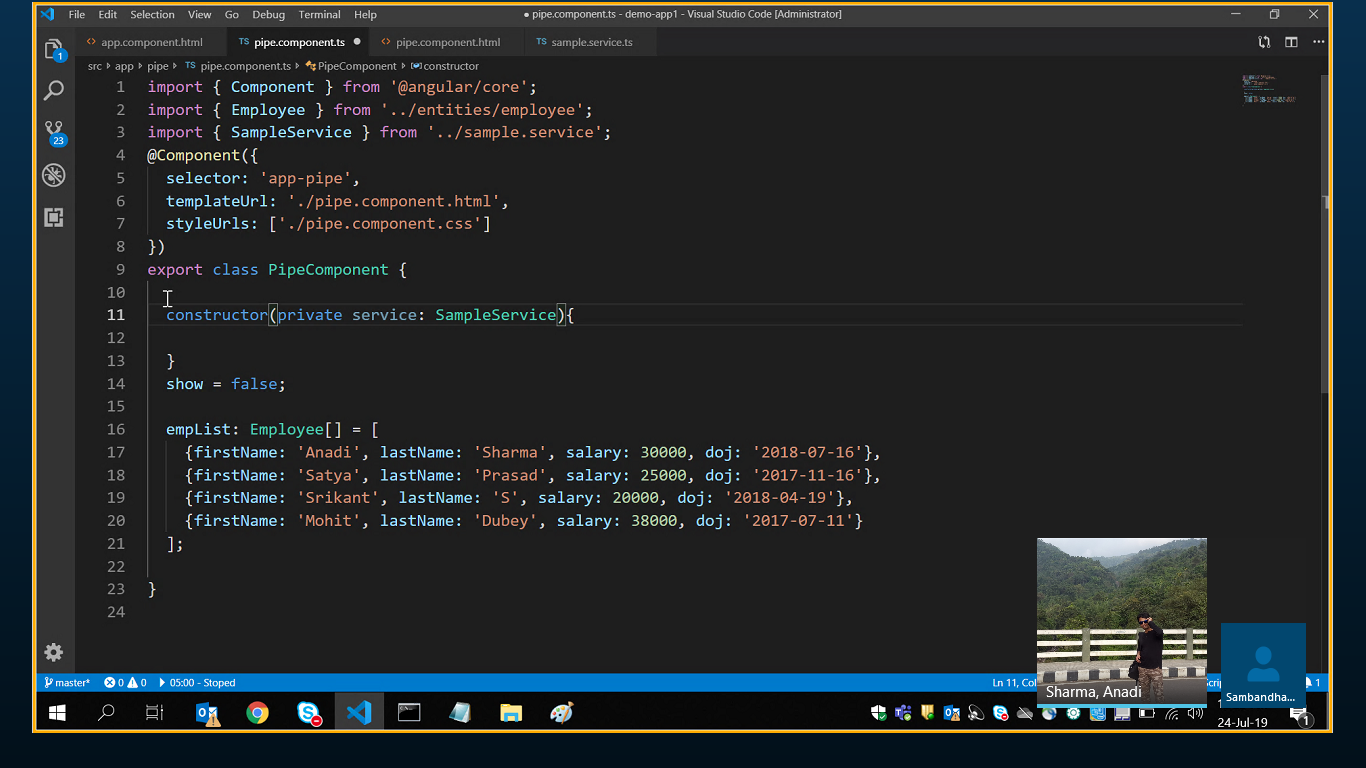 File Edit Selection View Go Debug Terminal Help ● pipe.component.ts - demo-app1 - Visual Studio Code [Administrator]
<> app.component.html TS pipe.component.ts ● <> pipe.component.html TS sample.service.ts
src › app › pipe › TS pipe.component.ts › PipeComponent › constructor
1 import { Component } from '@angular/core';
2 import { Employee } from '../entities/employee';
3 import { SampleService } from '../sample.service';
4 @Component({
5 selector: 'app-pipe',
6 templateUrl: './pipe.component.html',
7 styleUrls: ['./pipe.component.css']
8 })
9 export class PipeComponent {
10
11 constructor(private service: SampleService){
12
13 }
14 show = false;
15
16 empList: Employee[] = [
17 {firstName: 'Anadi', lastName: 'Sharma', salary: 30000, doj: '2018-07-16'},
18 {firstName: 'Satya', lastName: 'Prasad', salary: 25000, doj: '2017-11-16'},
19 {firstName: 'Srikant', lastName: 'S', salary: 20000, doj: '2018-04-19'},
20 {firstName: 'Mohit', lastName: 'Dubey', salary: 38000, doj: '2017-07-11'}
21 ];
22
23 }
24
1
23
Sharma, Anadi
Sambandha...
master* 0 0 05:00 - Stoped Ln 11, Col 1
24-Jul-19 1